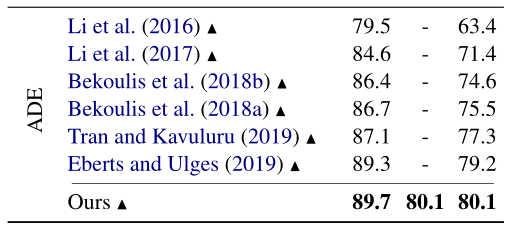 ADE
Li et al. (2016) ▲ 79.5 - 63.4
Li et al. (2017) ▲ 84.6 - 71.4
Bekoulis et al. (2018b) ▲ 86.4 - 74.6
Bekoulis et al. (2018a) ▲ 86.7 - 75.5
Tran and Kavuluru (2019) ▲ 87.1 - 77.3
Eberts and Ulges (2019) ▲ 89.3 - 79.2
Ours ▲ 89.7 80.1 80.1